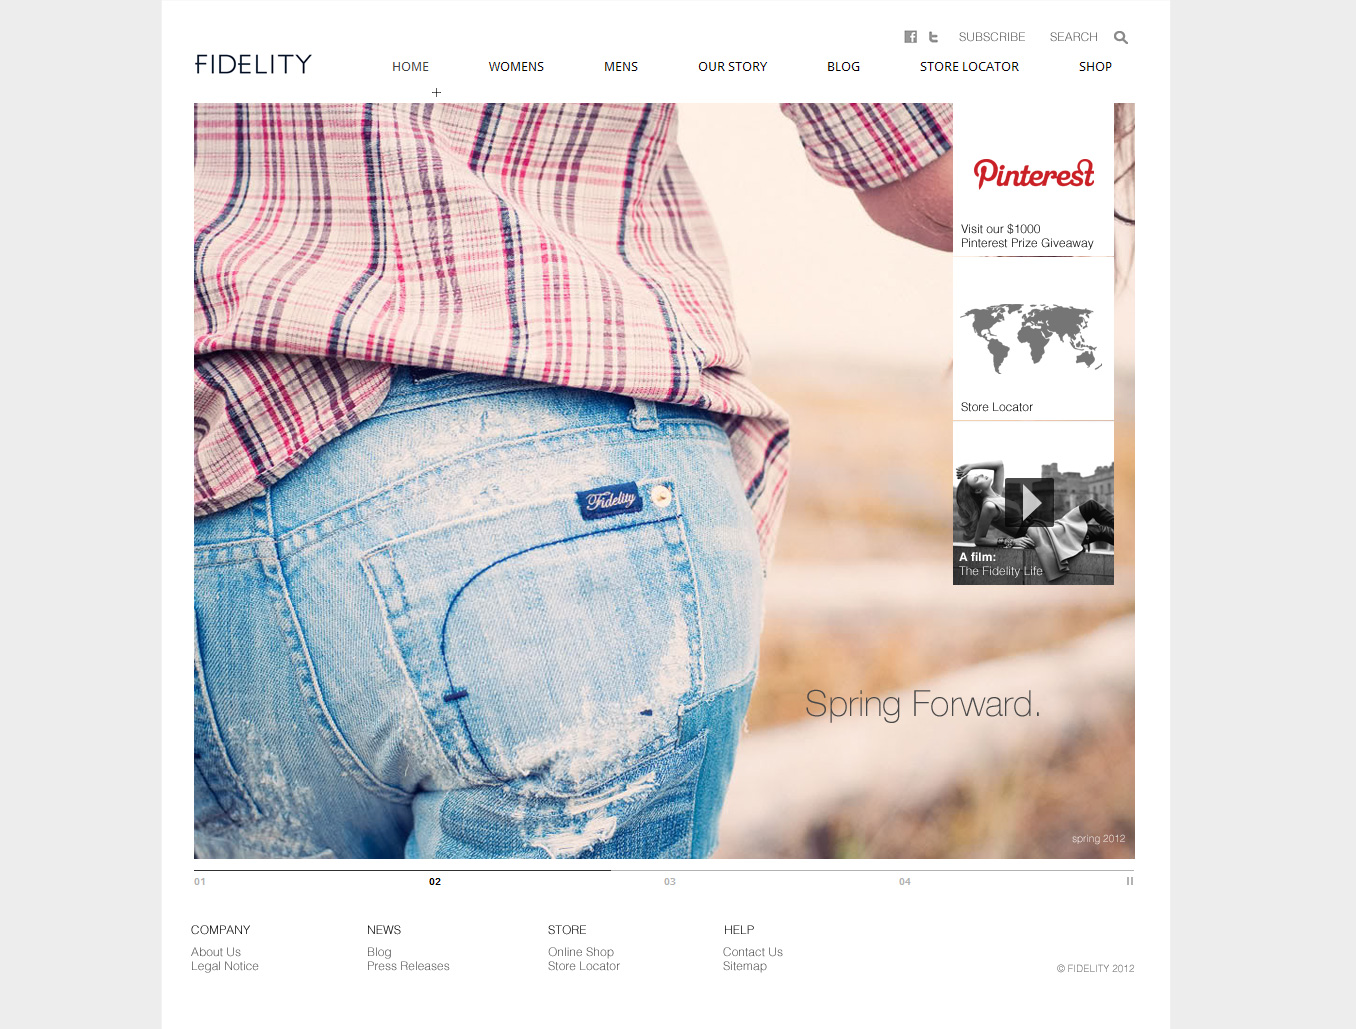 SUBSCRIBE SEARCH
FIDELITY
HOME WOMENS MENS OUR STORY BLOG STORE LOCATOR SHOP
Pinterest
Visit our $1000
Pinterest Prize Giveaway
Store Locator
Fidelity
A film:
The Fidelity Life
Spring Forward.
spring 2012
01 02 03 04
COMPANY NEWS STORE HELP
About Us Blog Online Shop Contact Us
Legal Notice Press Releases Store Locator Sitemap
© FIDELITY 2012